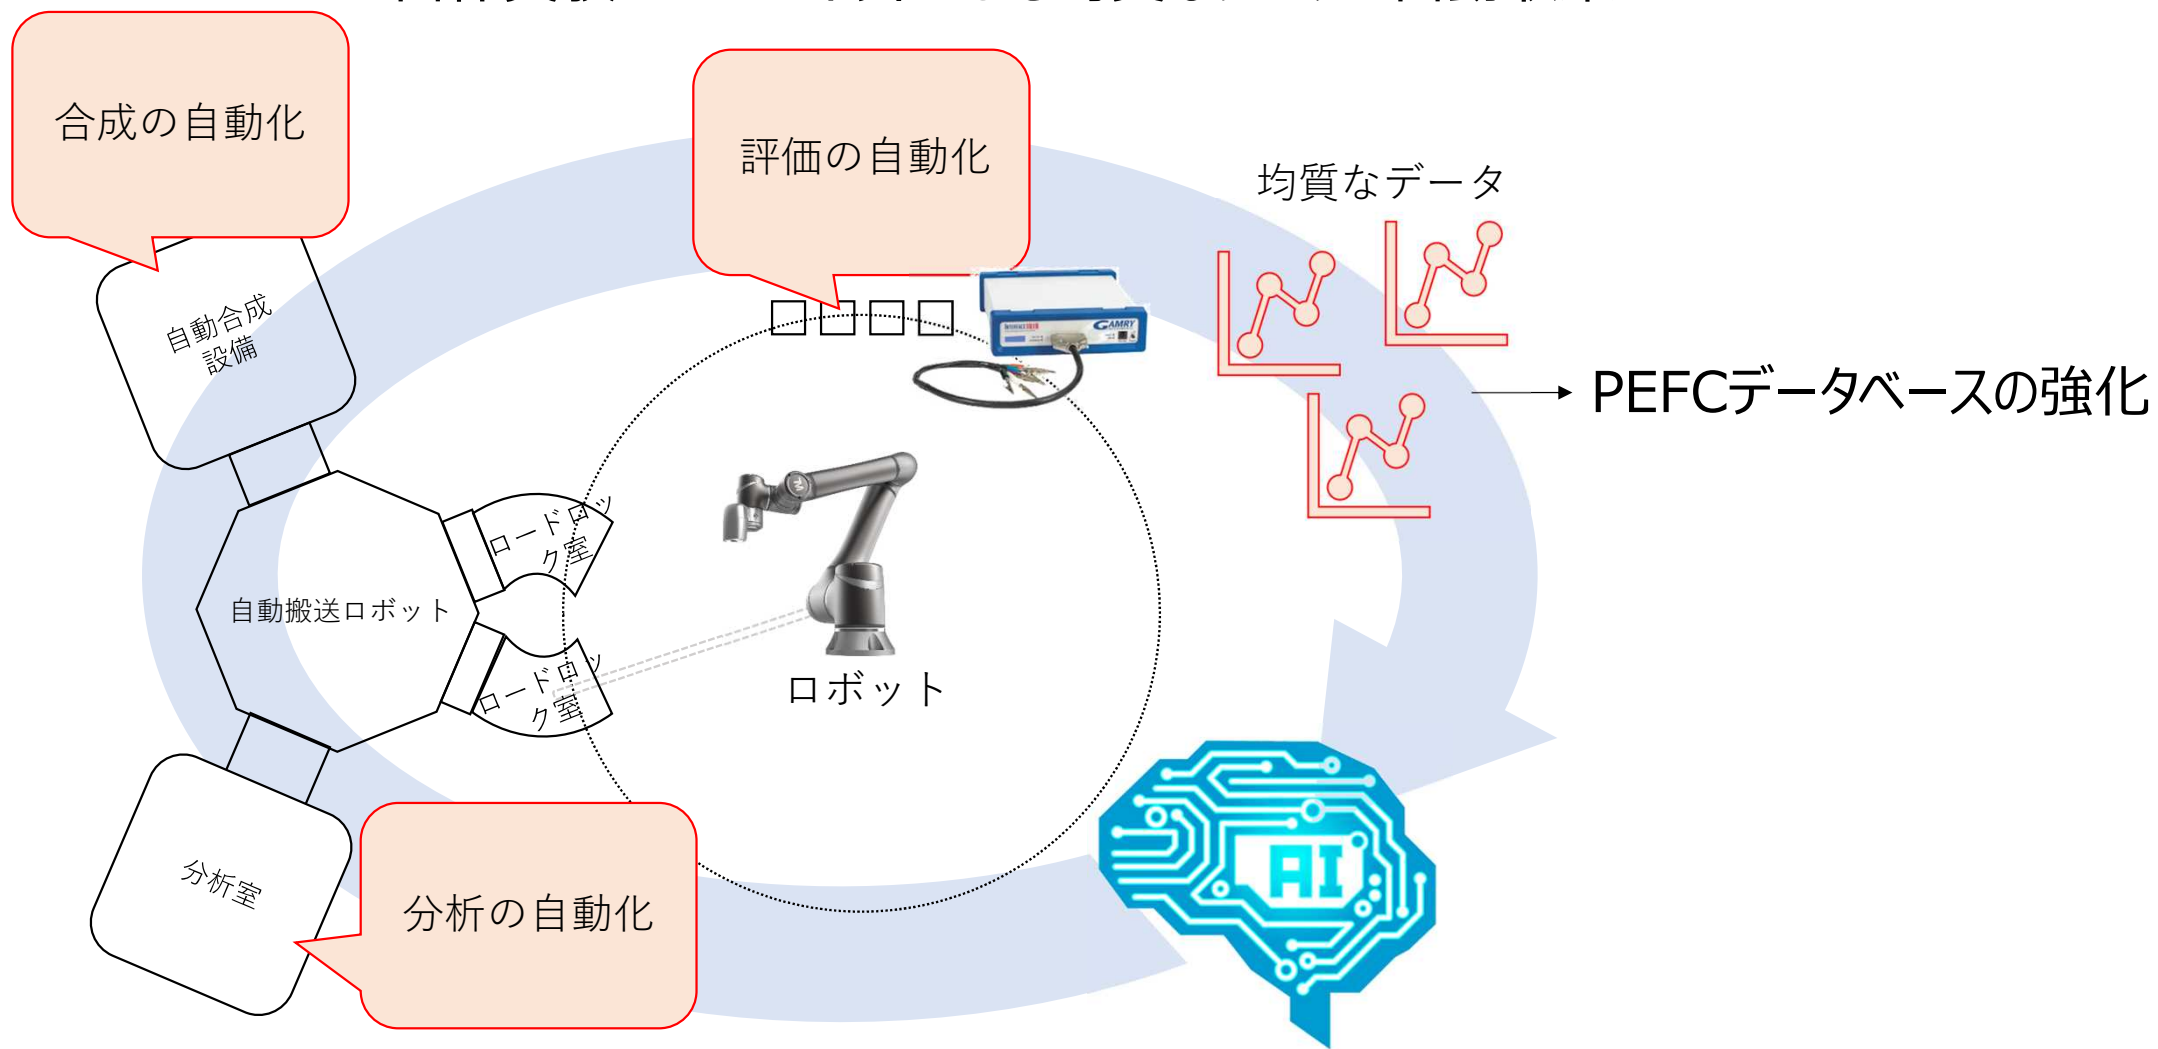 合成の自動化
評価の自動化
均質なデータ
自動合成
設備
GAMRY
PEFCデータベースの強化
ロードロッ
ク室
自動搬送ロボット
ロードロッ
ク室
ロボット
分析室
分析の自動化
AI